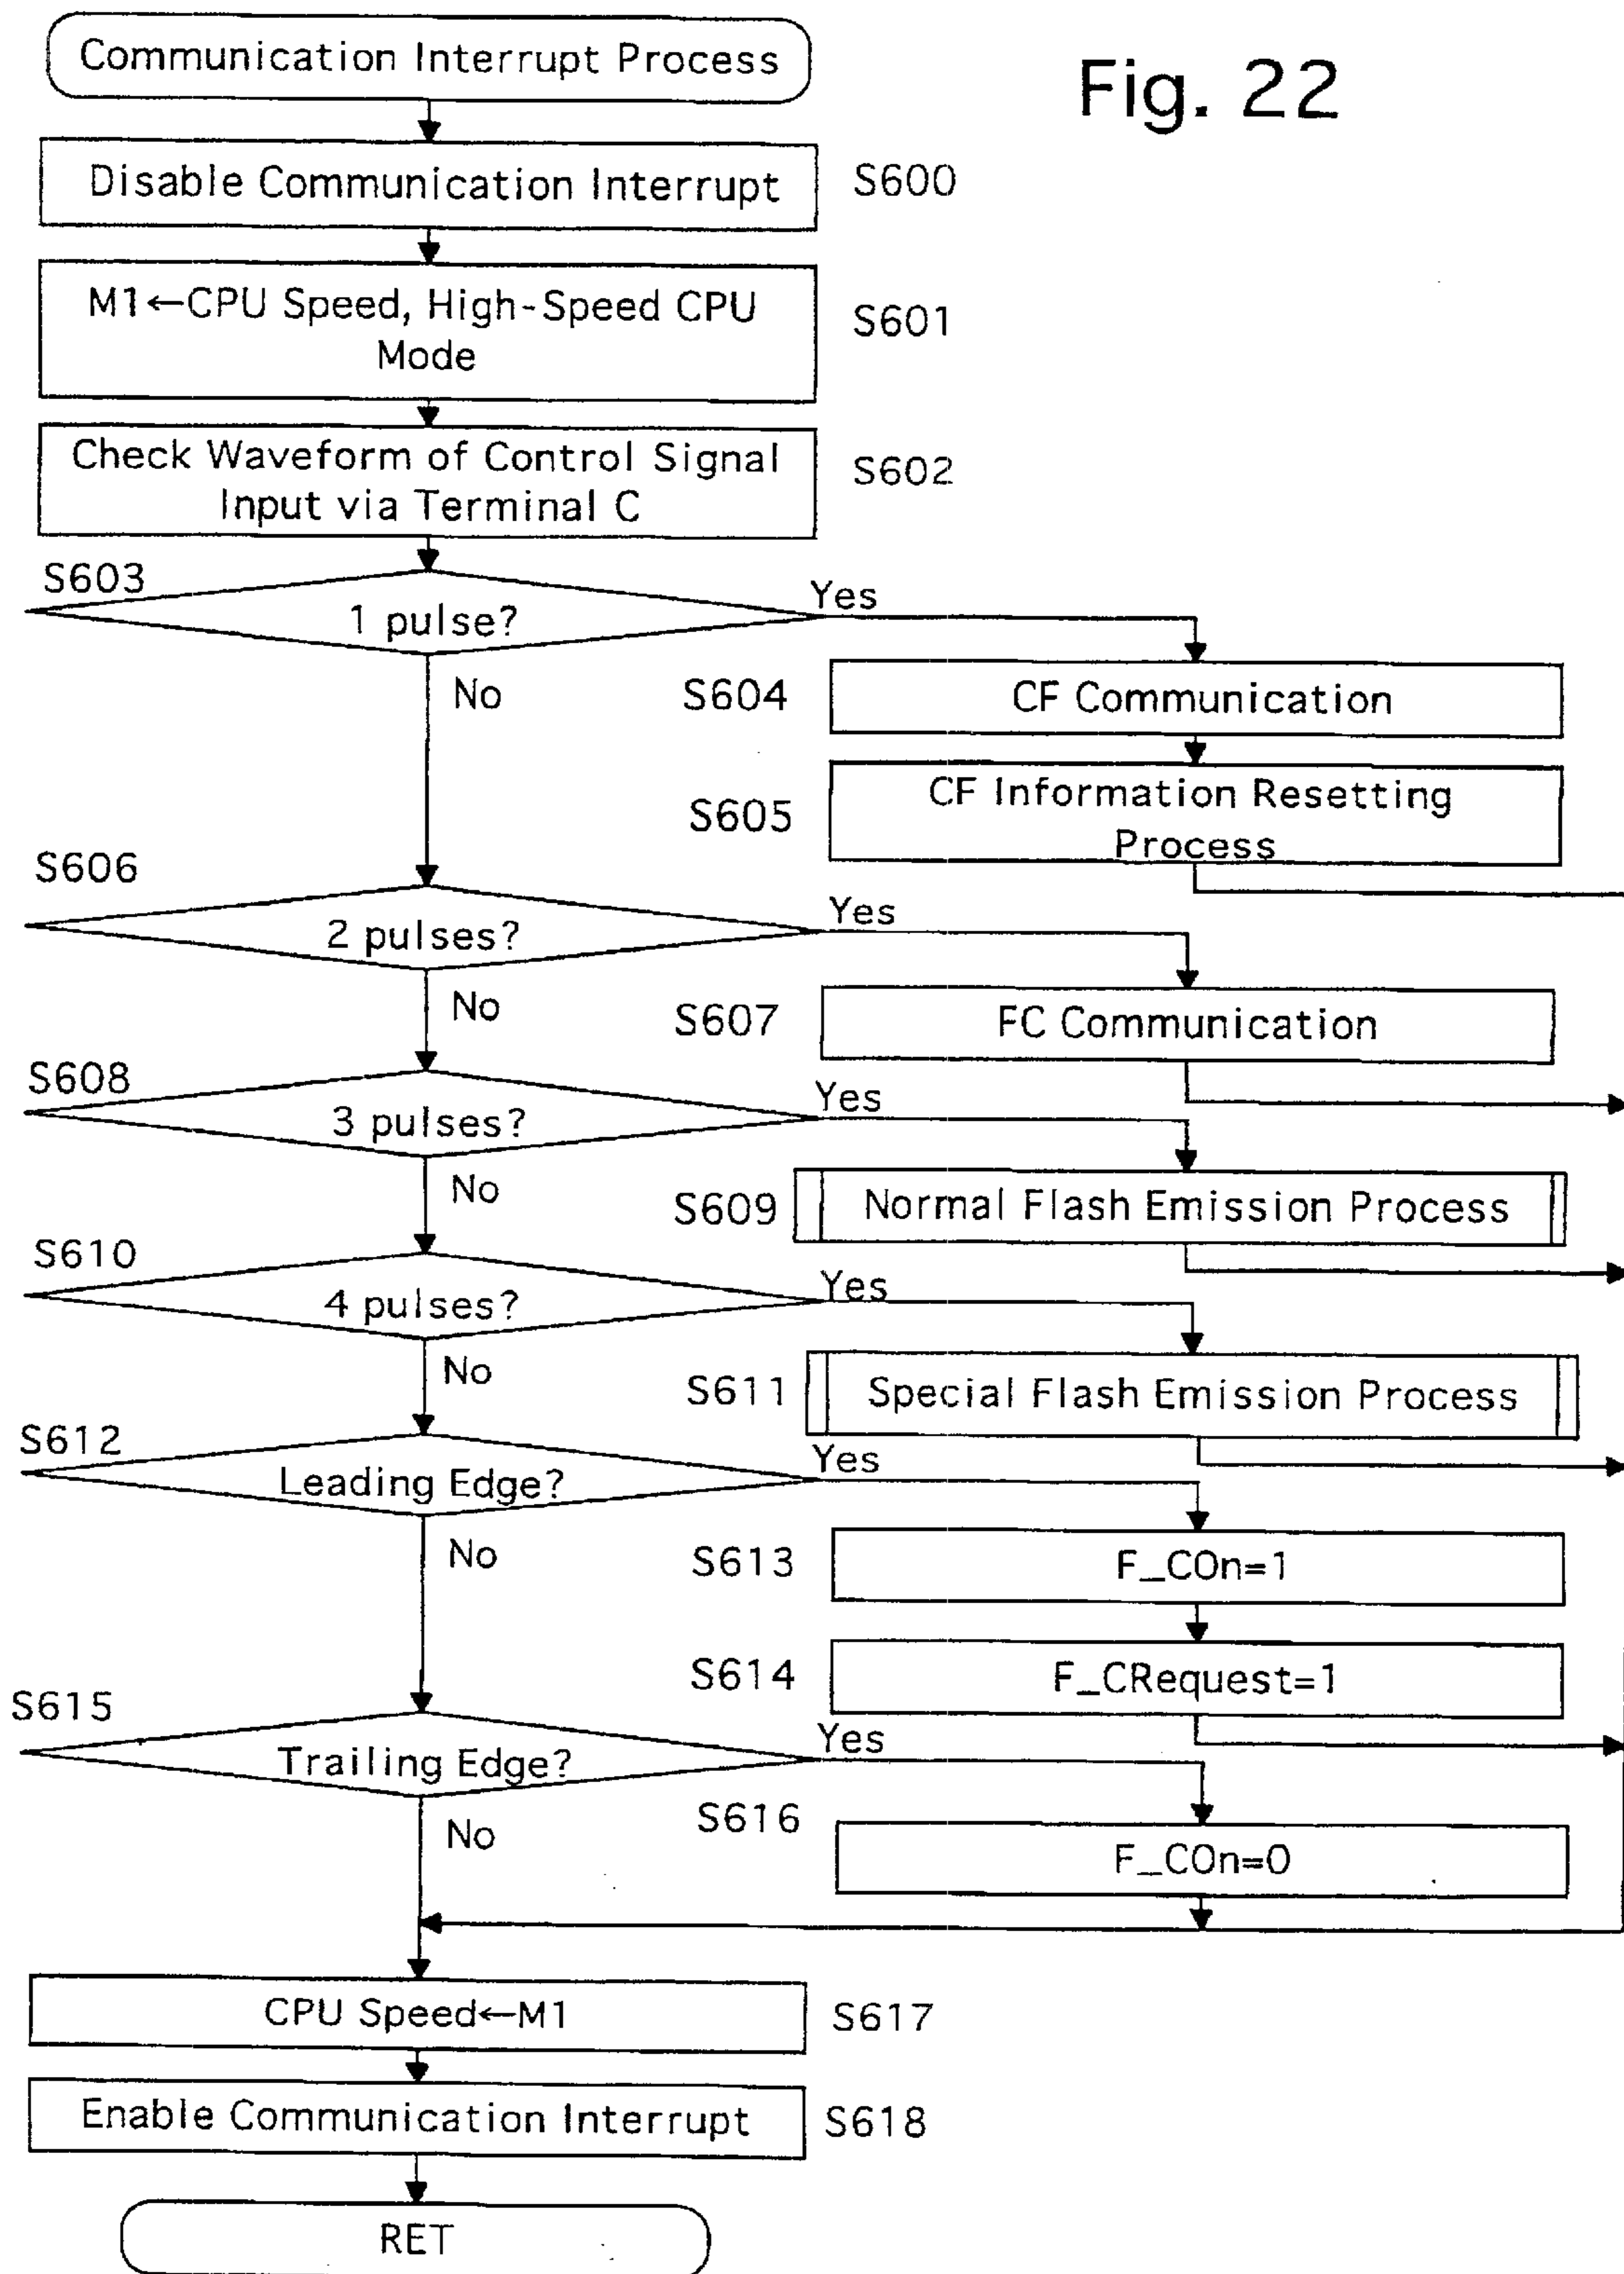 Communication Interrupt Process
Fig. 22
Disable Communication Interrupt
S600
M1←CPU Speed, High-Speed CPU
Mode
S601
Check Waveform of Control Signal
Input via Terminal C
S602
S603
1 pulse?
Yes
No
S604
CF Communication
S605
CF Information Resetting
Process
S606
2 pulses?
Yes
No
S607
FC Communication
S608
3 pulses?
Yes
No
S609
Normal Flash Emission Process
S610
4 pulses?
Yes
No
S611
Special Flash Emission Process
S612
Leading Edge?
Yes
No
S613
F_COn=1
S614
F_CRequest=1
S615
Trailing Edge?
Yes
No
S616
F_COn=0
CPU Speed←M1
S617
Enable Communication Interrupt
S618
RET